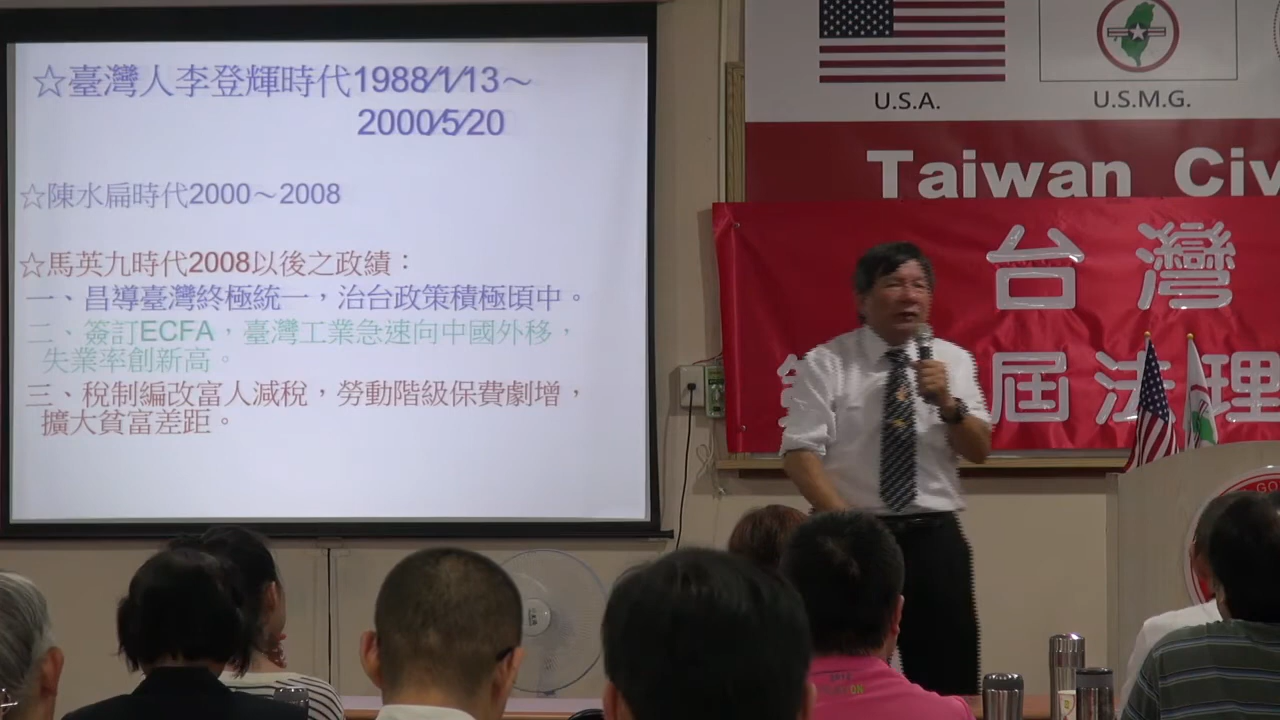 ☆臺灣人李登輝時代1988/1/13～
2000/5/20
☆陳水扁時代2000～2008
☆馬英九時代2008以後之政績：
一、昌導臺灣終極統一，治台政策積極頃中。
二、簽訂ECFA，臺灣工業急速向中國外移，
失業率創新高。
三、稅制編改富人減稅，勞動階級保費劇增，
擴大貧富差距。
U.S.A.
U.S.M.G.
Taiwan Civ
台灣
屆法理
GO